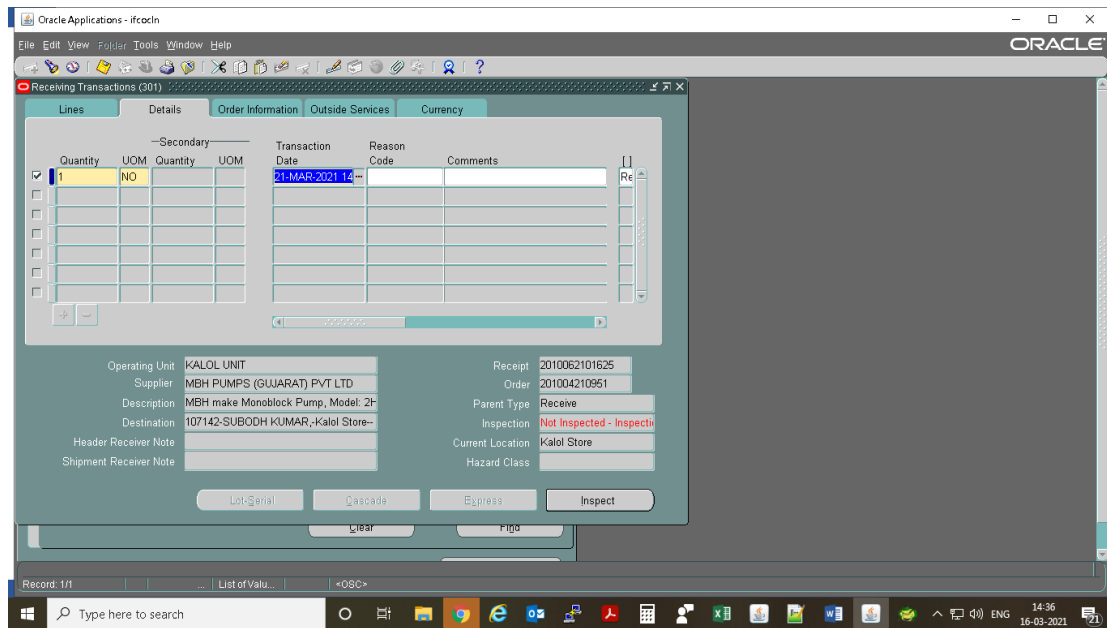 Oracle Applications - ifcocln
File Edit View Folder Tools Window Help
ORACLE
Receiving Transactions (301)
Lines Details Order Information Outside Services Currency
Secondary
Transaction Reason
Quantity UOM Quantity UOM Date Code Comments [ ]
1 NO 21-MAR-2021 14 Re
Operating Unit KALOL UNIT Receipt 2010062101625
Supplier MBH PUMPS (GUJARAT) PVT LTD Order 201004210951
Description MBH make Monoblock Pump, Model: 2H Parent Type Receive
Destination 107142-SUBODH KUMAR,-Kalol Store-- Inspection Not Inspected - Inspecti
Header Receiver Note Current Location Kalol Store
Shipment Receiver Note Hazard Class
Lot-Serial Cascade Express Inspect
Clear Find
Record: 1/1 ... List of Valu... <OSC>
Type here to search ENG 14:36
16-03-2021 21